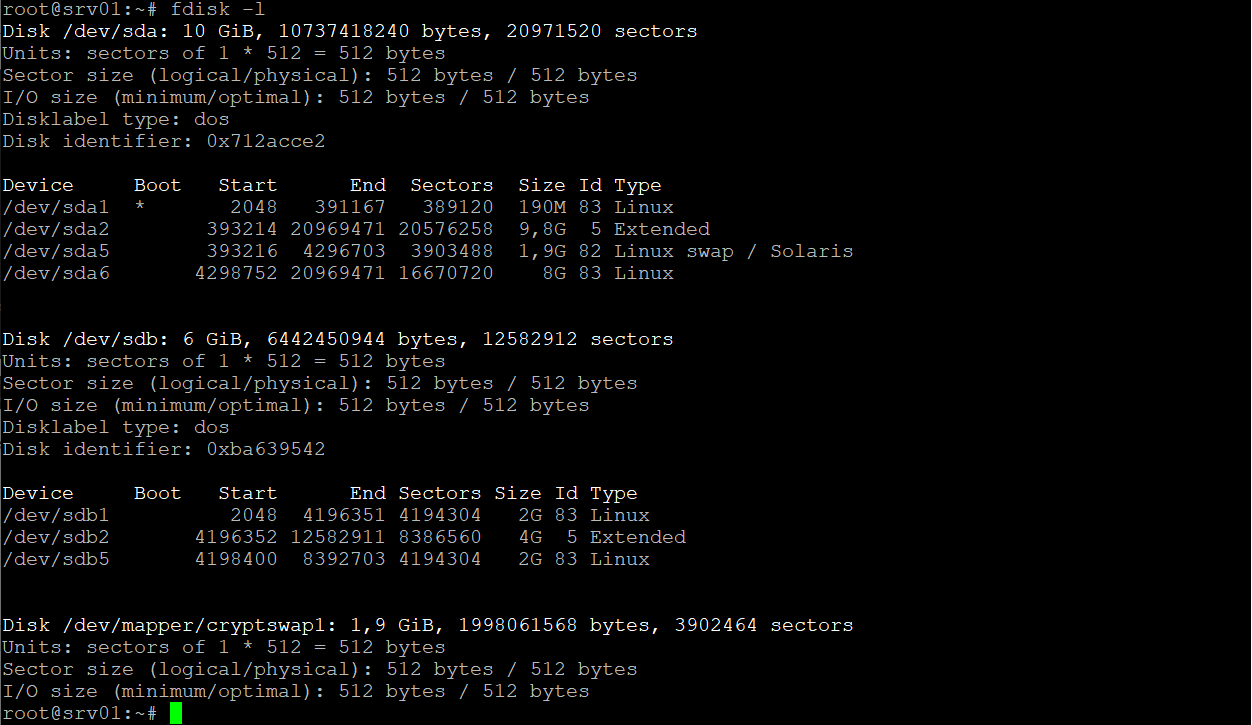 root@srv01:~# fdisk -l
Disk /dev/sda: 10 GiB, 10737418240 bytes, 20971520 sectors
Units: sectors of 1 * 512 = 512 bytes
Sector size (logical/physical): 512 bytes / 512 bytes
I/O size (minimum/optimal): 512 bytes / 512 bytes
Disklabel type: dos
Disk identifier: 0x712acce2

Device     Boot   Start      End  Sectors  Size Id Type
/dev/sda1  *       2048   391167   389120  190M 83 Linux
/dev/sda2        393214 20969471 20576258  9,8G  5 Extended
/dev/sda5        393216  4296703  3903488  1,9G 82 Linux swap / Solaris
/dev/sda6       4298752 20969471 16670720    8G 83 Linux


Disk /dev/sdb: 6 GiB, 6442450944 bytes, 12582912 sectors
Units: sectors of 1 * 512 = 512 bytes
Sector size (logical/physical): 512 bytes / 512 bytes
I/O size (minimum/optimal): 512 bytes / 512 bytes
Disklabel type: dos
Disk identifier: 0xba639542

Device     Boot   Start      End Sectors Size Id Type
/dev/sdb1          2048  4196351 4194304   2G 83 Linux
/dev/sdb2       4196352 12582911 8386560   4G  5 Extended
/dev/sdb5       4198400  8392703 4194304   2G 83 Linux


Disk /dev/mapper/cryptswap1: 1,9 GiB, 1998061568 bytes, 3902464 sectors
Units: sectors of 1 * 512 = 512 bytes
Sector size (logical/physical): 512 bytes / 512 bytes
I/O size (minimum/optimal): 512 bytes / 512 bytes
root@srv01:~#